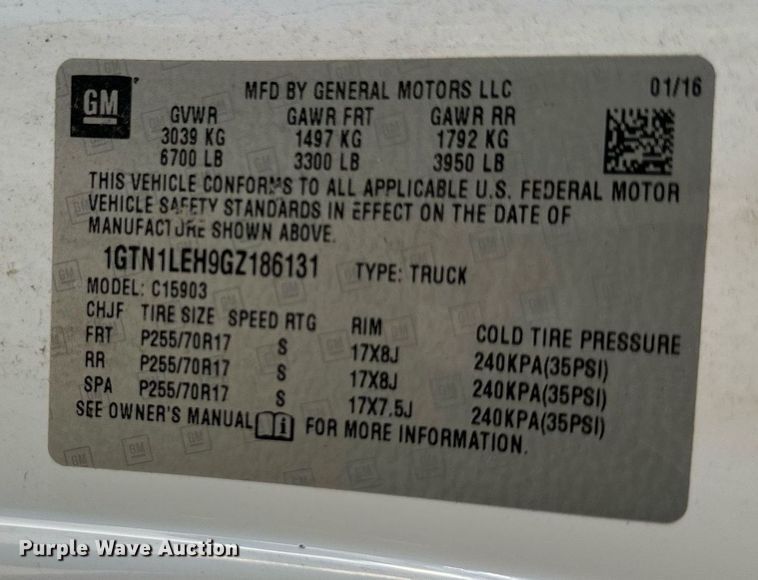 GM MFD BY GENERAL MOTORS LLC 01/16
GVWR GAWR FRT GAWR RR
3039 KG 1497 KG 1792 KG
6700 LB 3300 LB 3950 LB
THIS VEHICLE CONFORMS TO ALL APPLICABLE U.S. FEDERAL MOTOR
VEHICLE SAFETY STANDARDS IN EFFECT ON THE DATE OF
MANUFACTURE SHOWN ABOVE.
1GTN1LEH9GZ186131 TYPE: TRUCK
MODEL: C15903
CHJF TIRE SIZE SPEED RTG RIM COLD TIRE PRESSURE
FRT P255/70R17 S 17X8J 240KPA(35PSI)
RR P255/70R17 S 17X8J 240KPA(35PSI)
SPA P255/70R17 S 17X7.5J 240KPA(35PSI)
SEE OWNER'S MANUAL i FOR MORE INFORMATION.
Purple Wave Auction